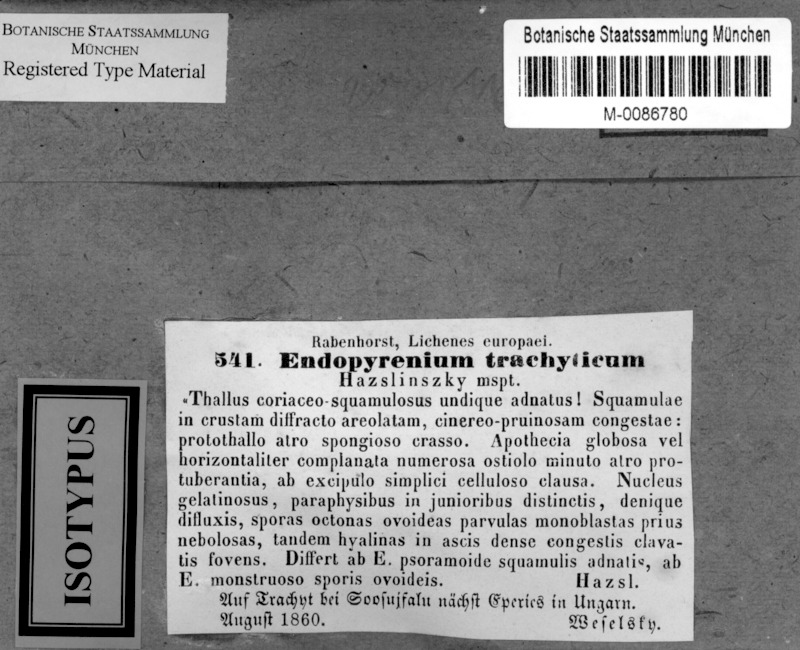 BOTANISCHE STAATSSAMMLUNG
MÜNCHEN
Registered Type Material
Botanische Staatssammlung München
M-0086780
ISOTYPUS
Rabenhorst, Lichenes europaei.
541. Endopyrenium trachyticum
Hazslinszky mspt.
«Thallus coriaceo-squamulosus undique adnatus! Squamulae
in crustam diffracto areolatam, cinereo-pruinosam congestae:
protothallo atro spongioso crasso. Apothecia globosa vel
horizontaliter complanata numerosa ostiolo minuto atro pro-
tuberantia, ab excipulo simplici celluloso clausa. Nucleus
gelatinosus, paraphysibus in junioribus distinctis, denique
difluxis, sporas octonas ovoideas parvulas monoblastas prius
nebolosas, tandem hyalinas in ascis dense congestis clava-
tis fovens. Differt ab E. psoramoide squamulis adnatis, ab
E. monstruoso sporis ovoideis. Hazsl.
Auf Trachyt bei Soosujfalu nächst Eperies in Ungarn.
August 1860. Weselsky.